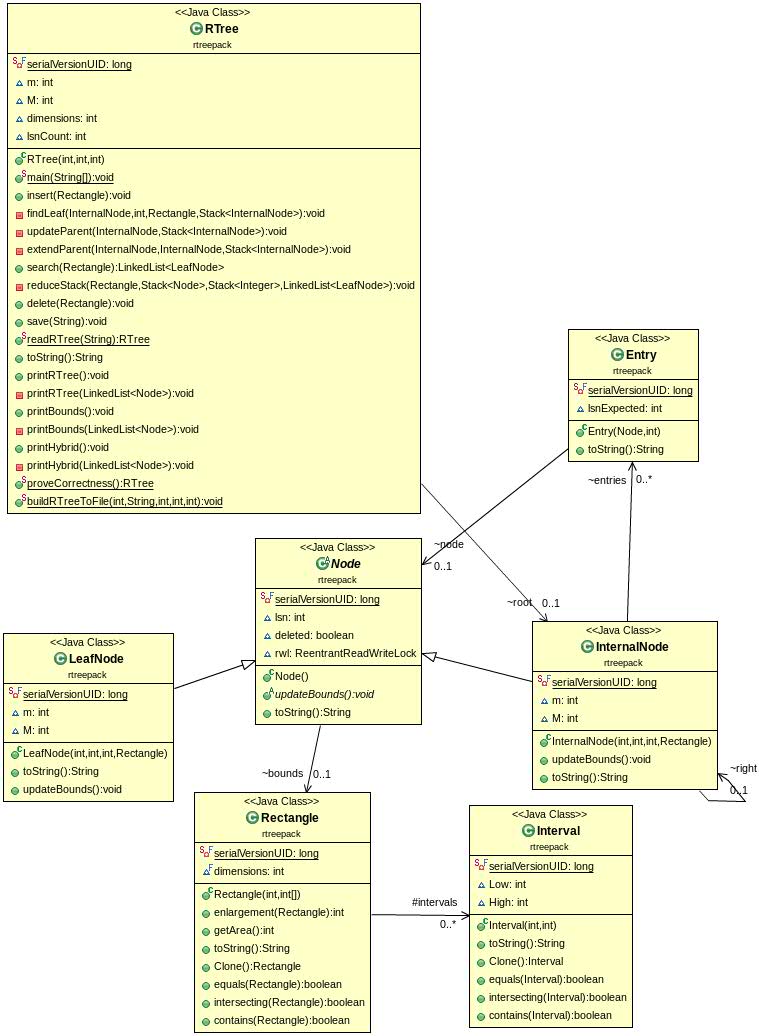 <<Java Class>>
RTree
rtreepack
serialVersionUID: long
m: int
M: int
dimensions: int
lsnCount: int
RTree(int,int,int)
main(String[]):void
insert(Rectangle):void
findLeaf(InternalNode,int,Rectangle,Stack<InternalNode>):void
updateParent(InternalNode,Stack<InternalNode>):void
extendParent(InternalNode,InternalNode,Stack<InternalNode>):void
search(Rectangle):LinkedList<LeafNode>
reduceStack(Rectangle,Stack<Node>,Stack<Integer>,LinkedList<LeafNode>):void
delete(Rectangle):void
save(String):void
readRTree(String):RTree
toString():String
printRTree():void
printRTree(LinkedList<Node>):void
printBounds():void
printBounds(LinkedList<Node>):void
printHybrid():void
printHybrid(LinkedList<Node>):void
proveCorrectness():RTree
buildRTreeToFile(int,String,int,int,int):void
<<Java Class>>
Entry
rtreepack
serialVersionUID: long
lsnExpected: int
Entry(Node,int)
toString():String
~entries
0..*
~node
0..1
~root
0..1
<<Java Class>>
Node
rtreepack
serialVersionUID: long
lsn: int
deleted: boolean
rwl: ReentrantReadWriteLock
Node()
updateBounds():void
toString():String
<<Java Class>>
LeafNode
rtreepack
serialVersionUID: long
m: int
M: int
LeafNode(int,int,int,Rectangle)
toString():String
updateBounds():void
<<Java Class>>
InternalNode
rtreepack
serialVersionUID: long
m: int
M: int
InternalNode(int,int,int,Rectangle)
updateBounds():void
toString():String
~right
0..1
~bounds
0..1
<<Java Class>>
Rectangle
rtreepack
serialVersionUID: long
dimensions: int
Rectangle(int,int[])
enlargement(Rectangle):int
getArea():int
toString():String
Clone():Rectangle
equals(Rectangle):boolean
intersecting(Rectangle):boolean
contains(Rectangle):boolean
#intervals
0..*
<<Java Class>>
Interval
rtreepack
serialVersionUID: long
Low: int
High: int
Interval(int,int)
toString():String
Clone():Interval
equals(Interval):boolean
intersecting(Interval):boolean
contains(Interval):boolean